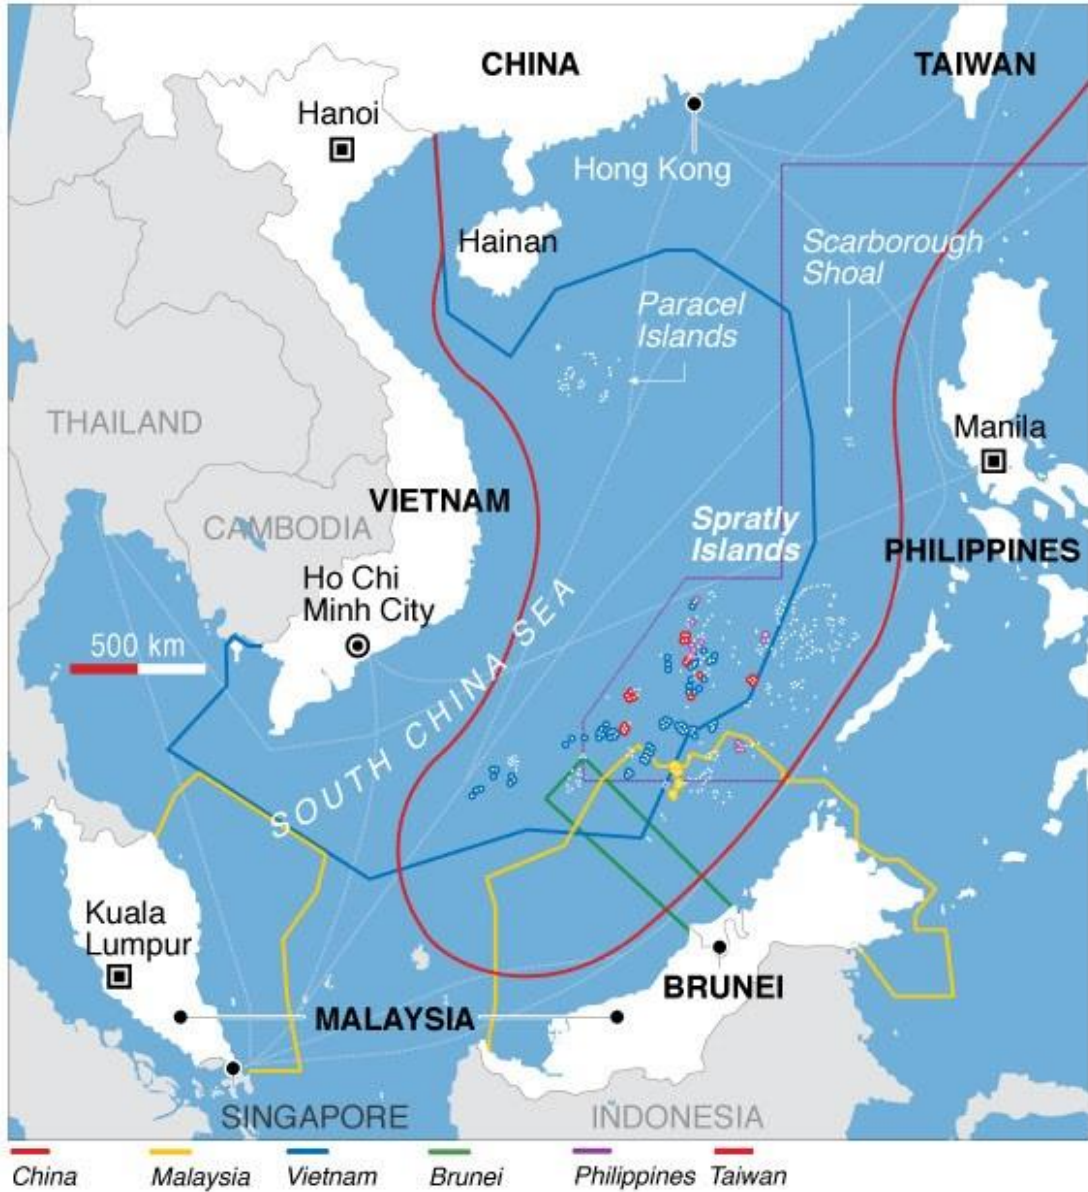 CHINA
TAIWAN
Hanoi
Hong Kong
Hainan
Scarborough
Shoal
Paracel
Islands
THAILAND
Manila
VIETNAM
CAMBODIA
Spratly
Islands
PHILIPPINES
Ho Chi
Minh City
500 km
SOUTH CHINA SEA
Kuala
Lumpur
BRUNEI
MALAYSIA
SINGAPORE
INDONESIA
China
Malaysia
Vietnam
Brunei
Philippines
Taiwan